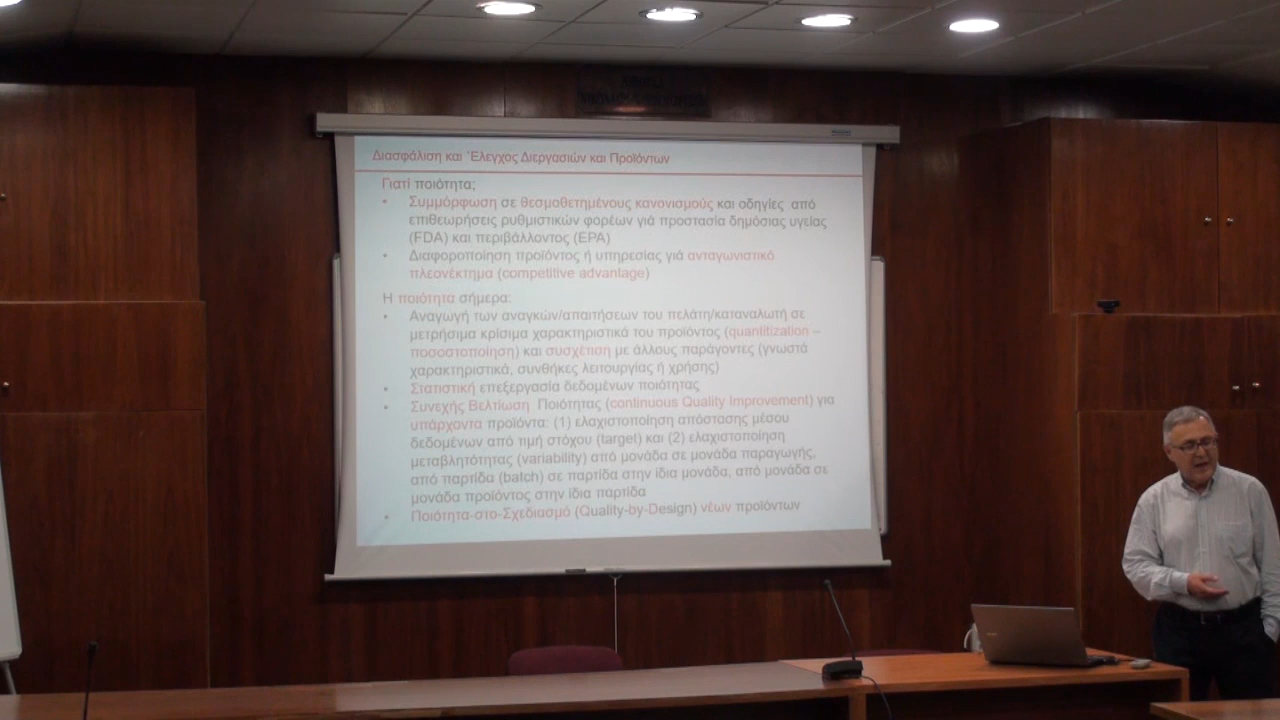 Διασφάλιση και Έλεγχος Διεργασιών και Προϊόντων
Γιατί ποιότητα;
• Συμμόρφωση σε θεσμοθετημένους κανονισμούς και οδηγίες από
επιθεωρήσεις ρυθμιστικών φορέων γιά προστασία δημόσιας υγείας
(FDA) και περιβάλλοντος (EPA)
• Διαφοροποίηση προϊόντος ή υπηρεσίας γιά ανταγωνιστικό
πλεονέκτημα (competitive advantage)
Η ποιότητα σήμερα:
• Αναγωγή των αναγκών/απαιτήσεων του πελάτη/καταναλωτή σε
μετρήσιμα κρίσιμα χαρακτηριστικά του προϊόντος (quantitization –
ποσοστοποίηση) και συσχέτιση με άλλους παράγοντες (γνωστά
χαρακτηριστικά, συνθήκες λειτουργίας ή χρήσης)
• Στατιστική επεξεργασία δεδομένων ποιότητας
• Συνεχής Βελτίωση Ποιότητας (continuous Quality Improvement) για
υπάρχοντα προϊόντα: (1) ελαχιστοποίηση απόστασης μέσου
δεδομένων από τιμή στόχου (target) και (2) ελαχιστοποίηση
μεταβλητότητας (variability) από μονάδα σε μονάδα παραγωγής,
από παρτίδα (batch) σε παρτίδα στην ίδια μονάδα, από μονάδα σε
μονάδα προϊόντος στην ίδια παρτίδα
• Ποιότητα-στο-Σχεδιασμό (Quality-by-Design) νέων προϊόντων